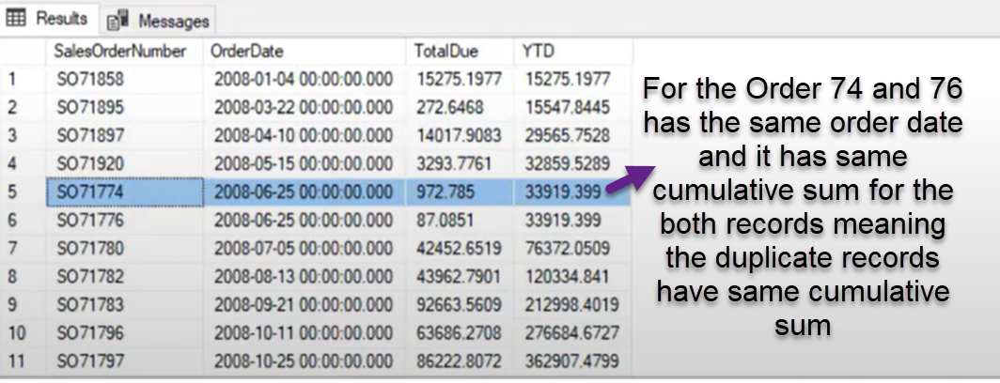 Results Messages
SalesOrderNumber OrderDate TotalDue YTD
1 SO71858 2008-01-04 00:00:00.000 15275.1977 15275.1977
2 SO71895 2008-03-22 00:00:00.000 272.6468 15547.8445
3 SO71897 2008-04-10 00:00:00.000 14017.9083 29565.7528
4 SO71920 2008-05-15 00:00:00.000 3293.7761 32859.5289
5 SO71774 2008-06-25 00:00:00.000 972.785 33919.399
6 SO71776 2008-06-25 00:00:00.000 87.0851 33919.399
7 SO71780 2008-07-05 00:00:00.000 42452.6519 76372.0509
8 SO71782 2008-08-13 00:00:00.000 43962.7901 120334.841
9 SO71783 2008-09-21 00:00:00.000 92663.5609 212998.4019
10 SO71796 2008-10-11 00:00:00.000 63686.2708 276684.6727
11 SO71797 2008-10-25 00:00:00.000 86222.8072 362907.4799
For the Order 74 and 76
has the same order date
and it has same
cumulative sum for the
both records meaning
the duplicate records
have same cumulative
sum